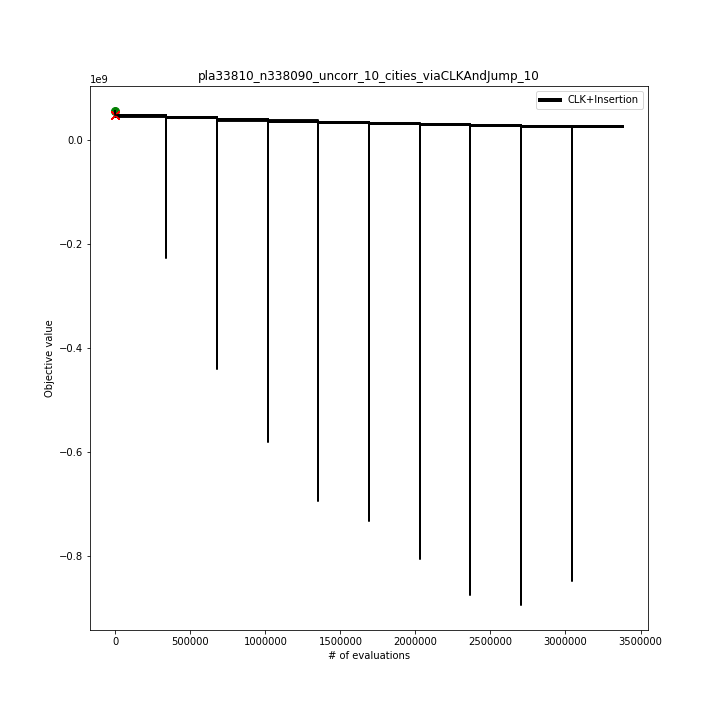 pla33810_n338090_uncorr_10_cities_viaCLKAndJump_10
1e9
CLK+Insertion
0.0
−0.2
−0.4
−0.6
−0.8
Objective value
0 500000 1000000 1500000 2000000 2500000 3000000 3500000
# of evaluations